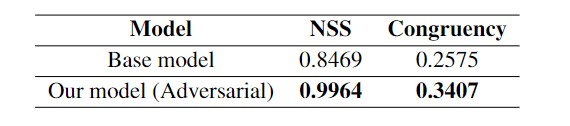 Model NSS Congruency
Base model 0.8469 0.2575
Our model (Adversarial) 0.9964 0.3407